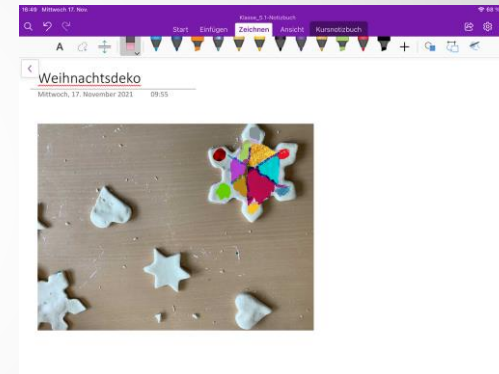 16:49 Mittwoch 17. Nov.
68 %
Klasse_5.1-Notizbuch
Start Einfügen Zeichnen Ansicht Kursnotizbuch
A
Weihnachtsdeko
Mittwoch, 17. November 2021 09:55